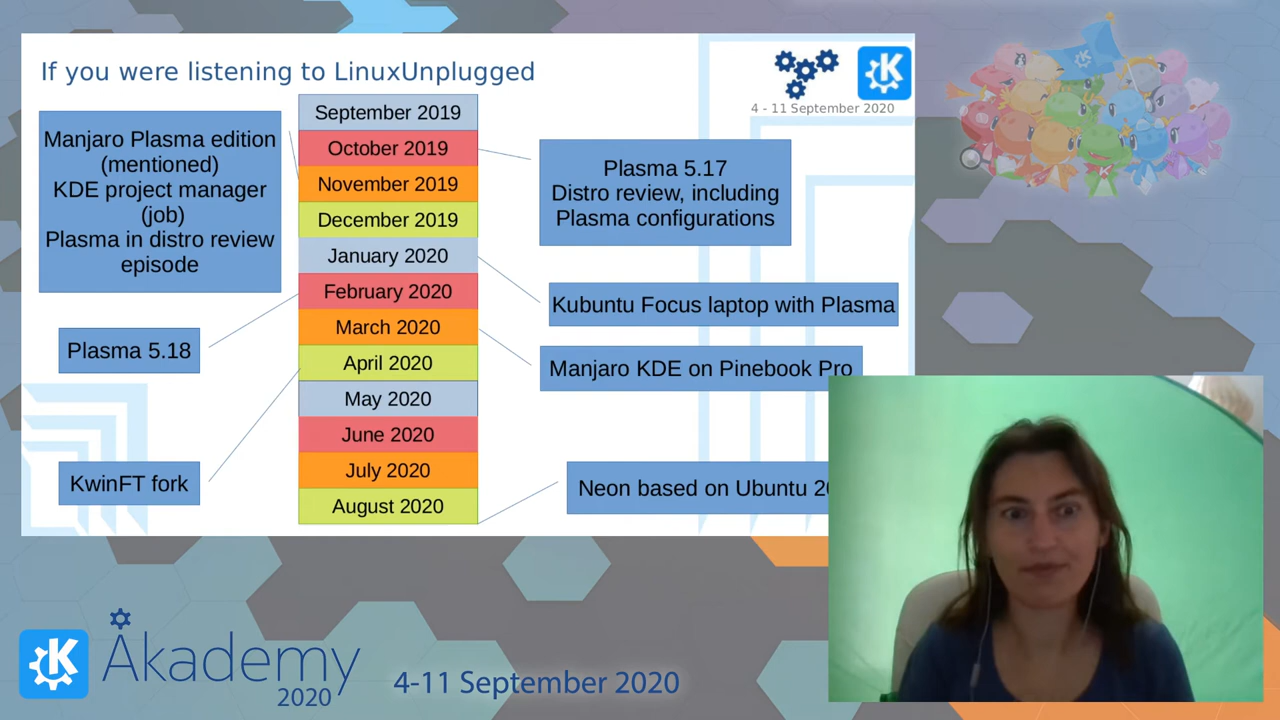 If you were listening to LinuxUnplugged
4 - 11 September 2020
Manjaro Plasma edition
(mentioned)
KDE project manager
(job)
Plasma in distro review
episode
Plasma 5.18
KwinFT fork
September 2019
October 2019
November 2019
December 2019
January 2020
February 2020
March 2020
April 2020
May 2020
June 2020
July 2020
August 2020
Plasma 5.17
Distro review, including
Plasma configurations
Kubuntu Focus laptop with Plasma
Manjaro KDE on Pinebook Pro
Neon based on Ubuntu
Akademy
2020
4-11 September 2020